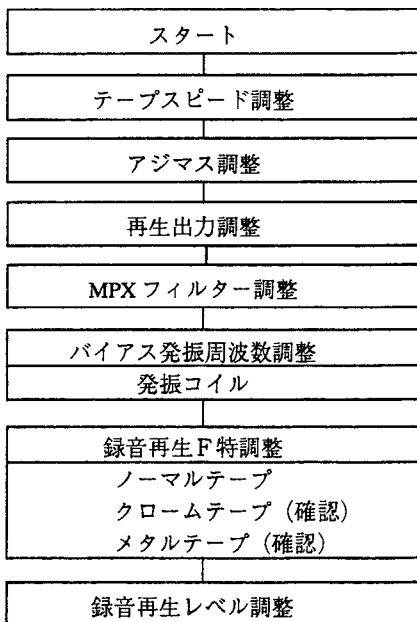 スタート
テープスピード調整
アジマス調整
再生出力調整
MPXフィルター調整
バイアス発振周波数調整
発振コイル
録音再生F特調整
ノーマルテープ
クロームテープ（確認）
メタルテープ（確認）
録音再生レベル調整